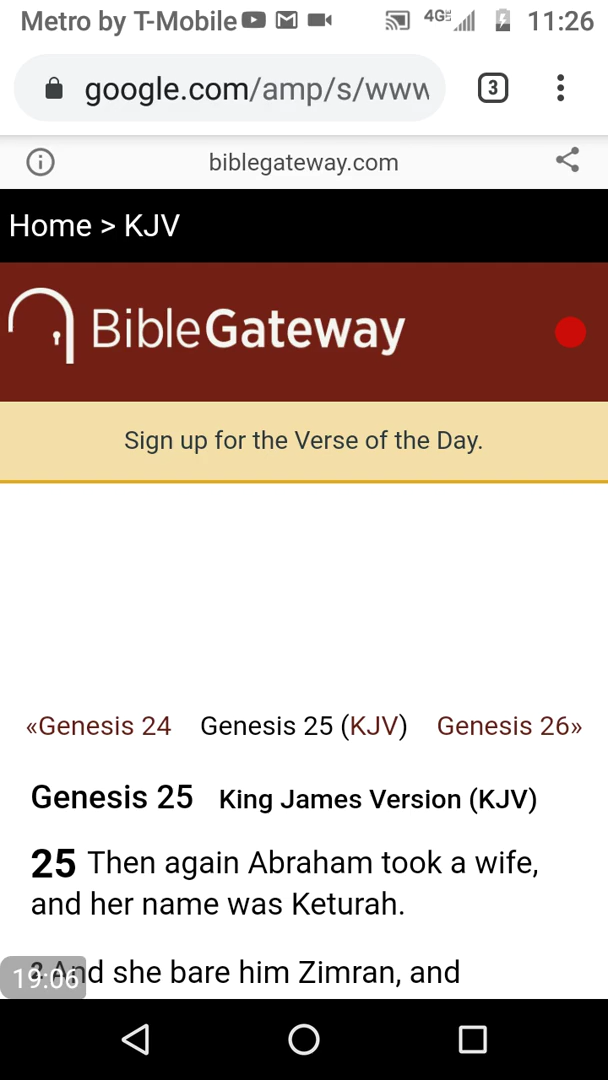 Metro by T-Mobile 4G 11:26
google.com/amp/s/www 3
biblegateway.com
Home > KJV
BibleGateway
Sign up for the Verse of the Day.
«Genesis 24 Genesis 25 (KJV) Genesis 26»
Genesis 25 King James Version (KJV)
25 Then again Abraham took a wife,
and her name was Keturah.
2 And she bare him Zimran, and
19:06